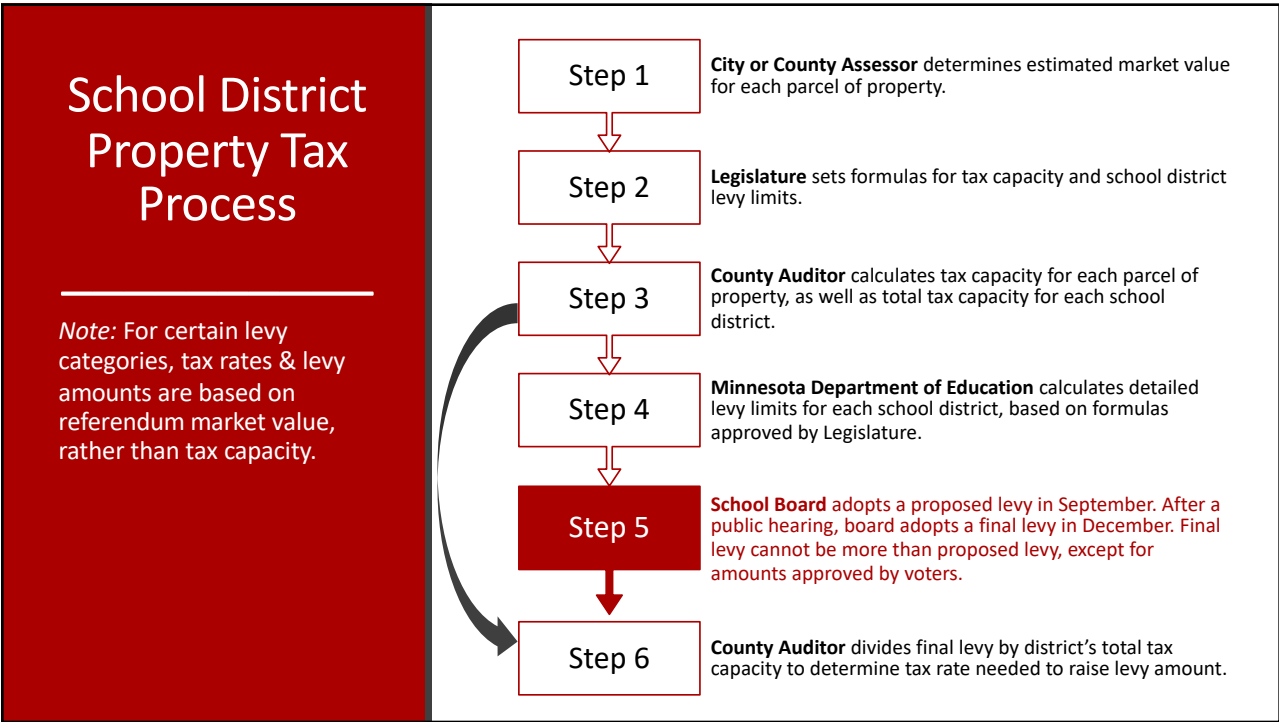 School District
Property Tax
Process
Note: For certain levy
categories, tax rates & levy
amounts are based on
referendum market value,
rather than tax capacity.
Step 1
City or County Assessor determines estimated market value
for each parcel of property.
Step 2
Legislature sets formulas for tax capacity and school district
levy limits.
Step 3
County Auditor calculates tax capacity for each parcel of
property, as well as total tax capacity for each school
district.
Step 4
Minnesota Department of Education calculates detailed
levy limits for each school district, based on formulas
approved by Legislature.
Step 5
School Board adopts a proposed levy in September. After a
public hearing, board adopts a final levy in December. Final
levy cannot be more than proposed levy, except for
amounts approved by voters.
Step 6
County Auditor divides final levy by district’s total tax
capacity to determine tax rate needed to raise levy amount.